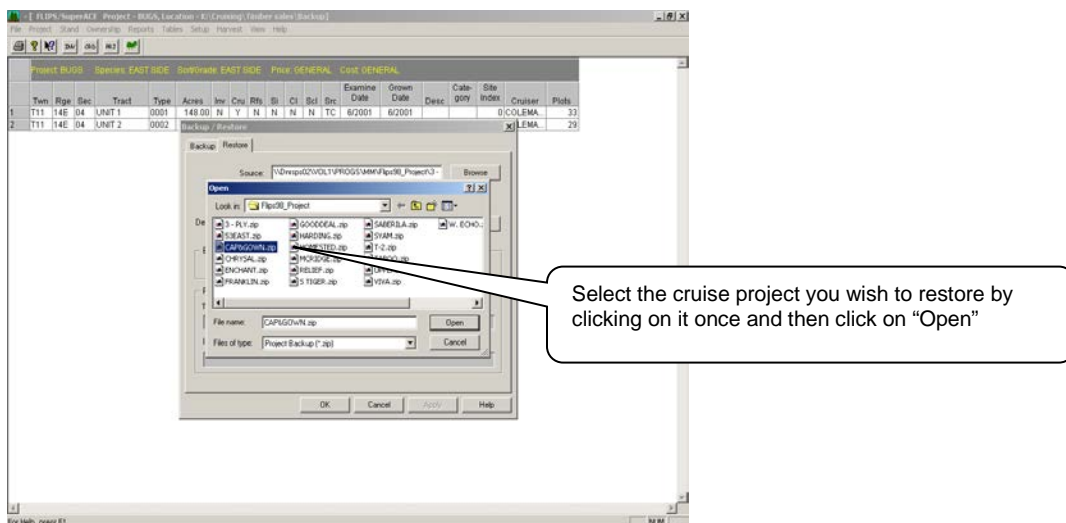 [ FLIPS/SuperACE Project - BUGS, Location - K:\Cruising\Timber sales\Backup]
File Project Stand Ownership Reports Tables Setup Harvest View Help
Project BUGS Species: EAST SIDE Sort/Grade: EAST SIDE Price: GENERAL Cost: GENERAL
Twn Rge Sec Tract Type Acres Inv Cru Rfs Si Cl Scl Src Examine Date Grown Date Desc Cate-gory Site Index Cruiser Plots
1 T11 14E 04 UNIT 1 0001 148.00 N Y N N N N TC 6/2001 6/2001 0 COLEMA... 33
2 T11 14E 04 UNIT 2 0002 LEMA... 29
Backup / Restore
Backup Restore
Source: Browse
Open
Look in: Flips98_Project
De
3 - PLY.zip GOODDEAL.zip SABERILA.zip W. ECHO.
53EAST.zip HARDING.zip SYAM.zip
CAP&GOWN.zip HOMESTED.zip T-2.zip
CHRYSAL.zip MCRIDGE.zip
ENCHANT.zip RELIEF.zip
FRANKLIN.zip S TIGER.zip VIVA.zip
File name: CAP&GOWN.zip Open
Files of type: Project Backup (*.zip) Cancel
OK Cancel Apply Help
Select the cruise project you wish to restore by
clicking on it once and then click on “Open”
For Help, press F1 NUM